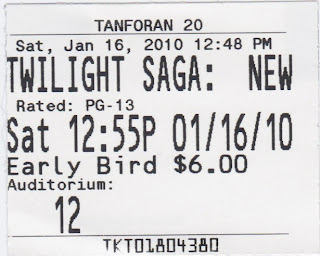 TANFORAN 20
Sat, Jan 16, 2010 12:48 PM
TWILIGHT SAGA: NEW
Rated: PG-13
Sat 12:55P 01/16/10
Early Bird $6.00
Auditorium:
12
TKT01804380